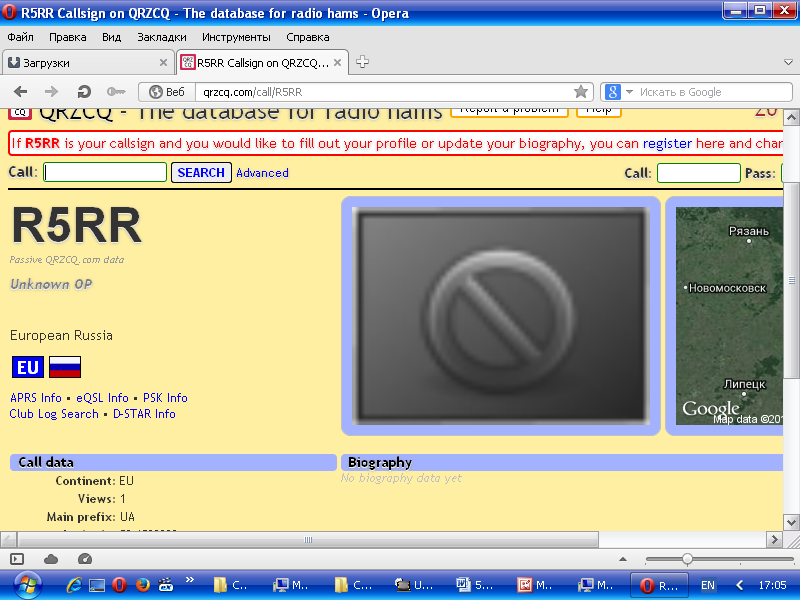 R5RR Callsign on QRZCQ - The database for radio hams - Opera
Файл Правка Вид Закладки Инструменты Справка
Загрузки
QRZ CQ R5RR Callsign on QRZCQ...
Веб qrzcq.com/call/R5RR
8 Искать в Google
CQ QRZCQ - The database for radio hams Report a problem Help
If R5RR is your callsign and you would like to fill out your profile or update your biography, you can register here and
Call: SEARCH Advanced
Call: Pass:
R5RR
Passive QRZCQ.com data
Unknown OP
European Russia
EU
APRS Info • eQSL Info • PSK Info
Club Log Search • D-STAR Info
Рязань
Новомосковск
Липецк
Google
Map data
Call data
Continent: EU
Views: 1
Main prefix: UA
Biography
No biography data yet
C... M... C... U... 5... M... M... R... EN 17:05